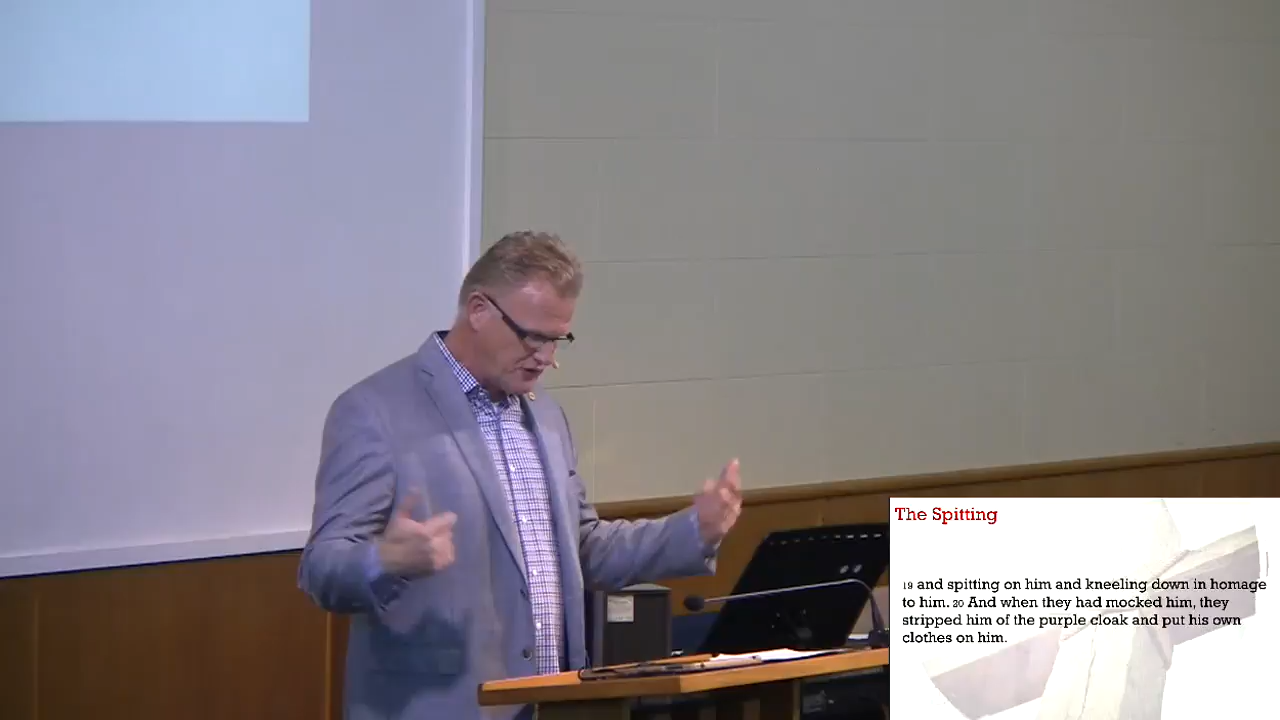 The Spitting
19 and spitting on him and kneeling down in homage
to him. 20 And when they had mocked him, they
stripped him of the purple cloak and put his own
clothes on him.